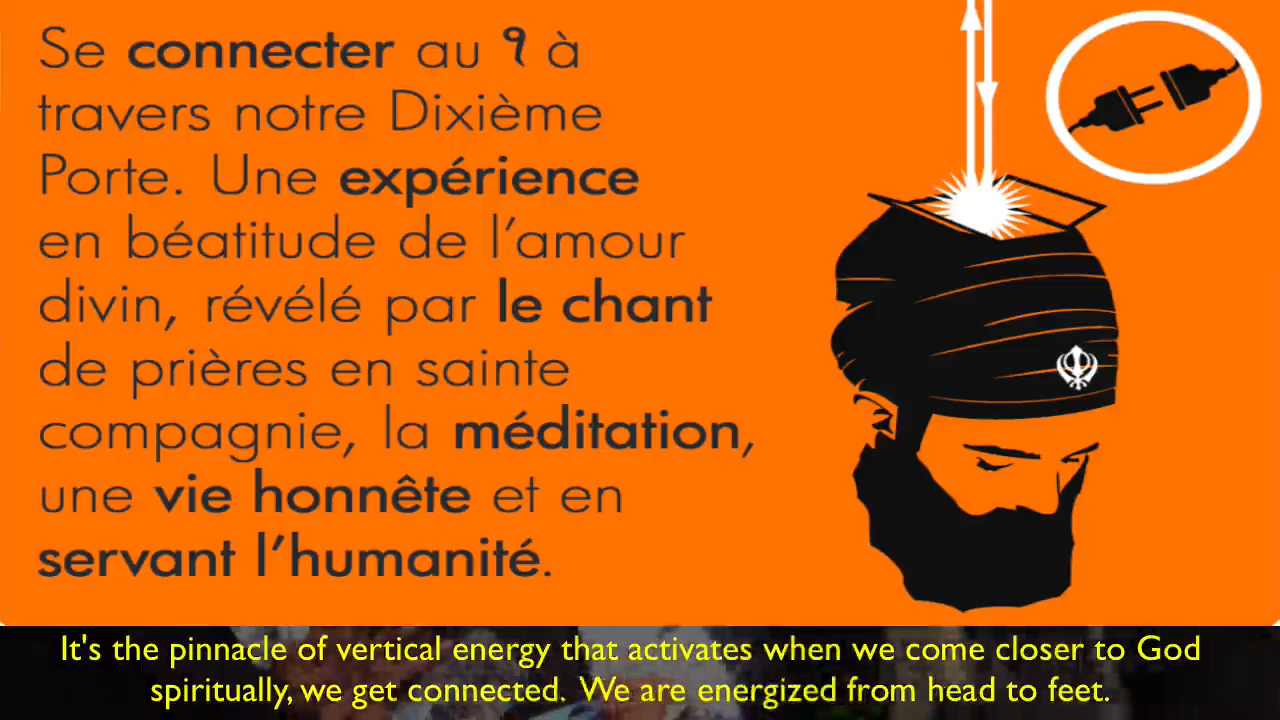 Se connecter au ੧ à
travers notre Dixième
Porte. Une expérience
en béatitude de l'amour
divin, révélé par le chant
de prières en sainte
compagnie, la méditation,
une vie honnête et en
servant l'humanité.
It's the pinnacle of vertical energy that activates when we come closer to God
spiritually, we get connected. We are energized from head to feet.